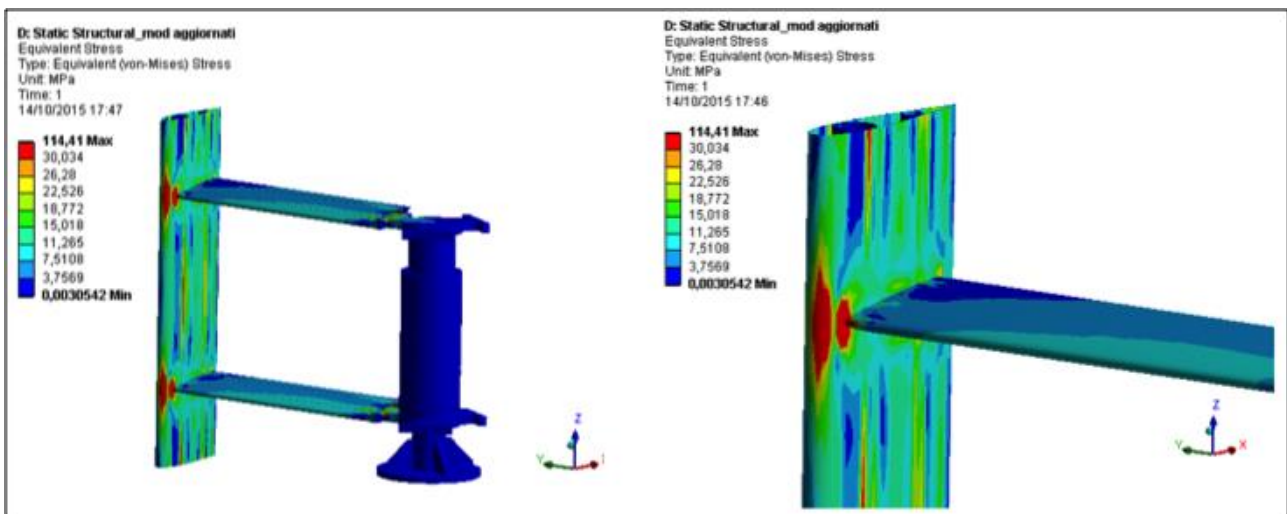 D: Static Structural_mod aggiornati
Equivalent Stress
Type: Equivalent (von-Mises) Stress
Unit: MPa
Time: 1
14/10/2015 17:47
114,41 Max
30,034
26,28
22,526
18,772
15,018
11,265
7,5108
3,7569
0,0030542 Min
Z
Y
D: Static Structural_mod aggiornati
Equivalent Stress
Type: Equivalent (von-Mises) Stress
Unit: MPa
Time: 1
14/10/2015 17:46
114,41 Max
30,034
26,28
22,526
18,772
15,018
11,265
7,5108
3,7569
0,0030542 Min
Z
Y X